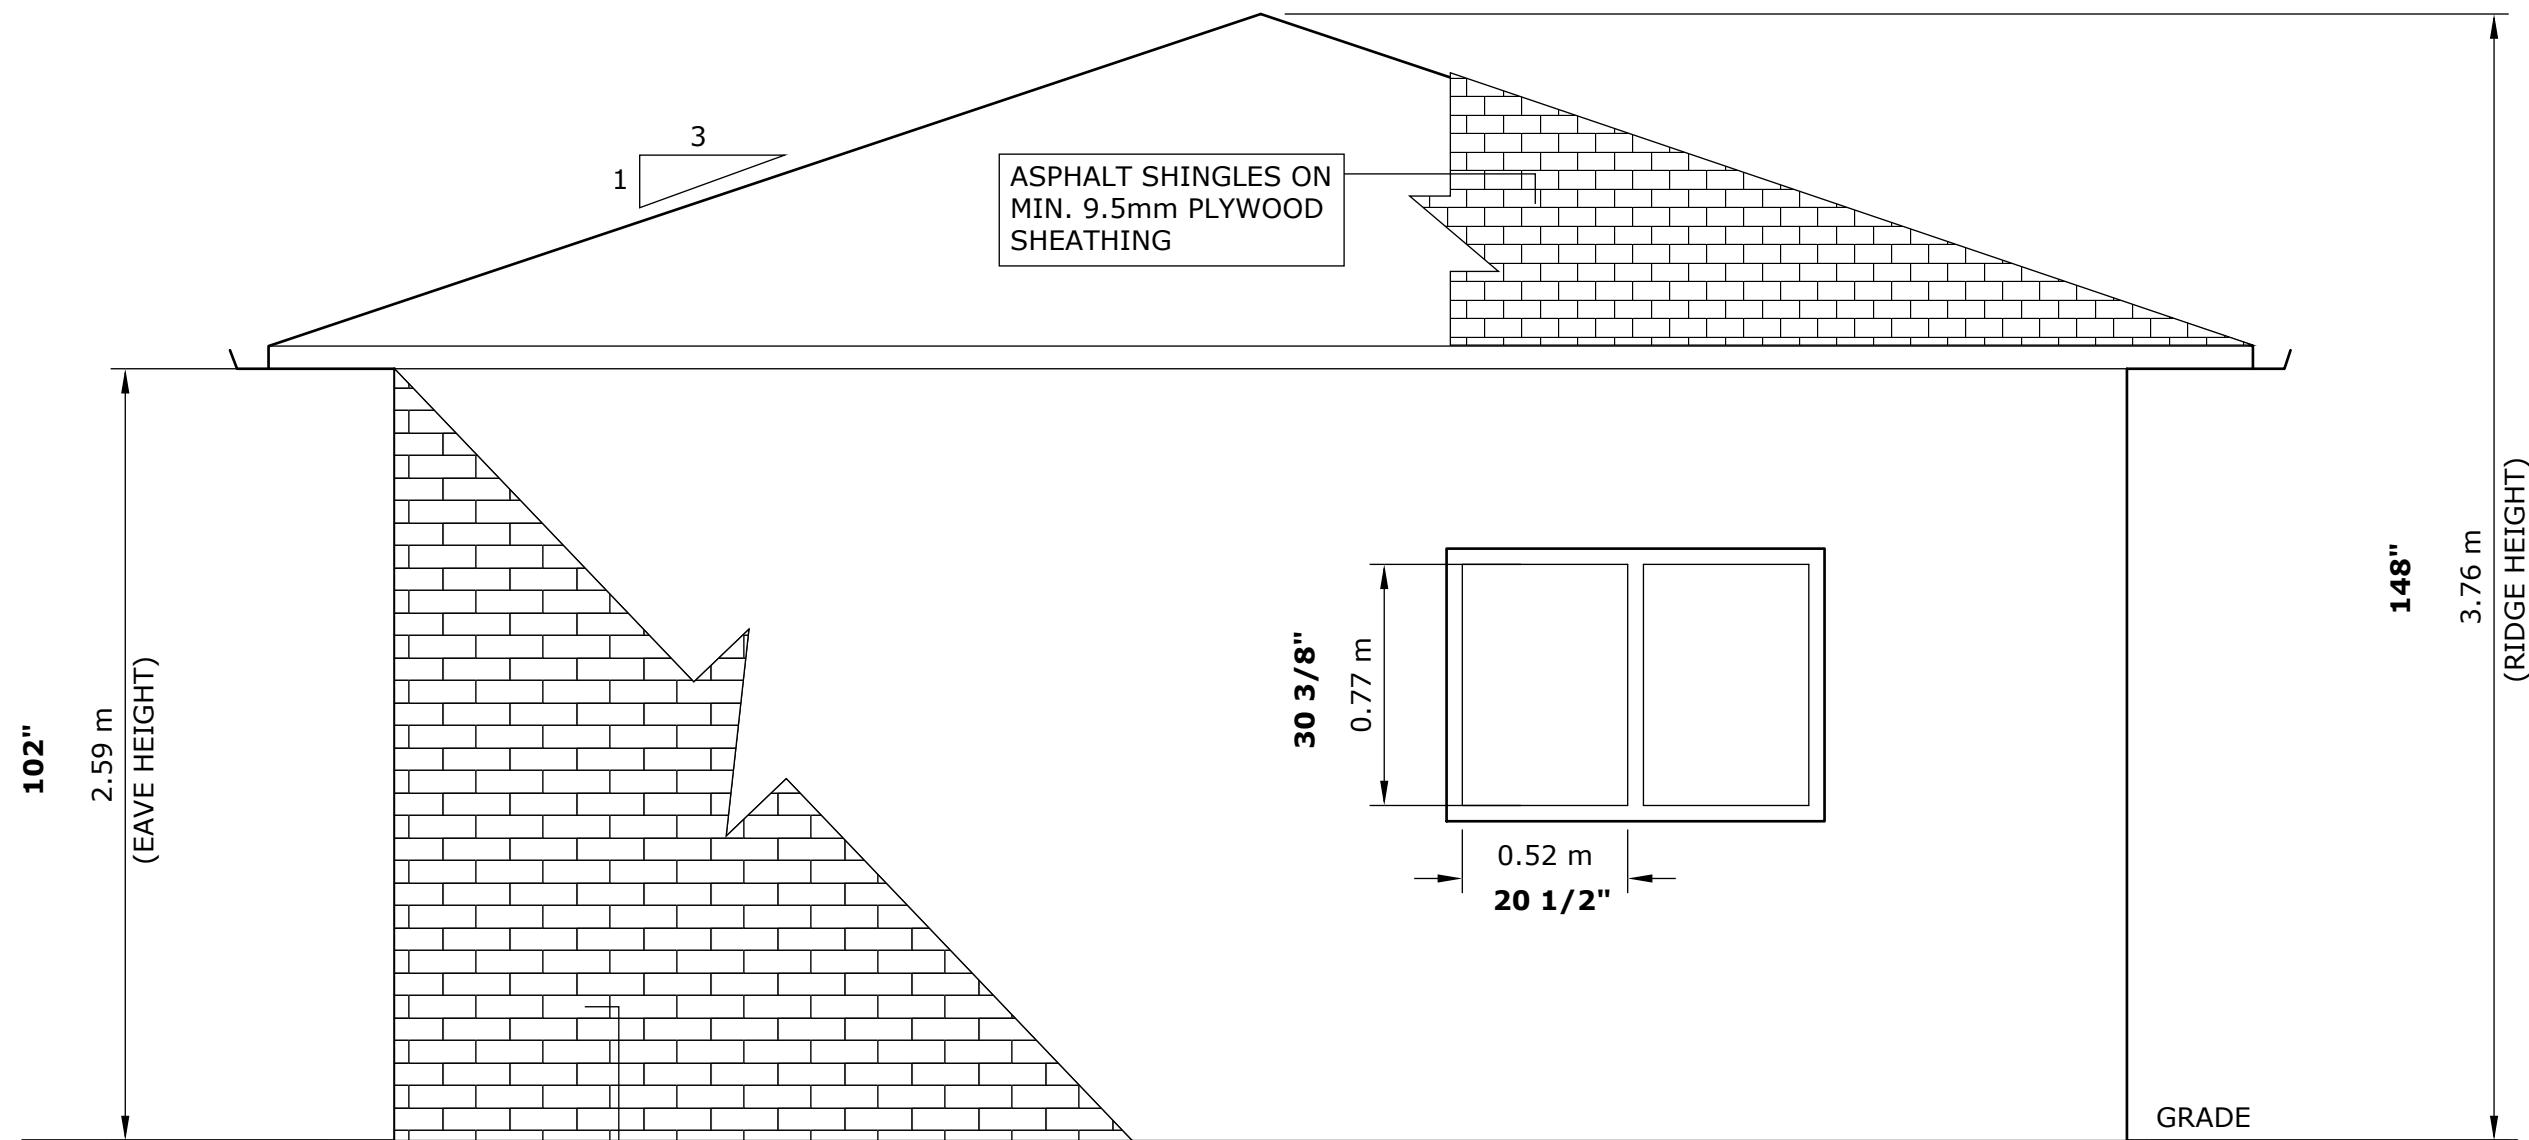 3
1
ASPHALT SHINGLES ON
MIN. 9.5mm PLYWOOD
SHEATHING
102"
2.59 m
(EAVE HEIGHT)
30 3/8"
0.77 m
0.52 m
20 1/2"
148"
3.76 m
(RIDGE HEIGHT)
GRADE